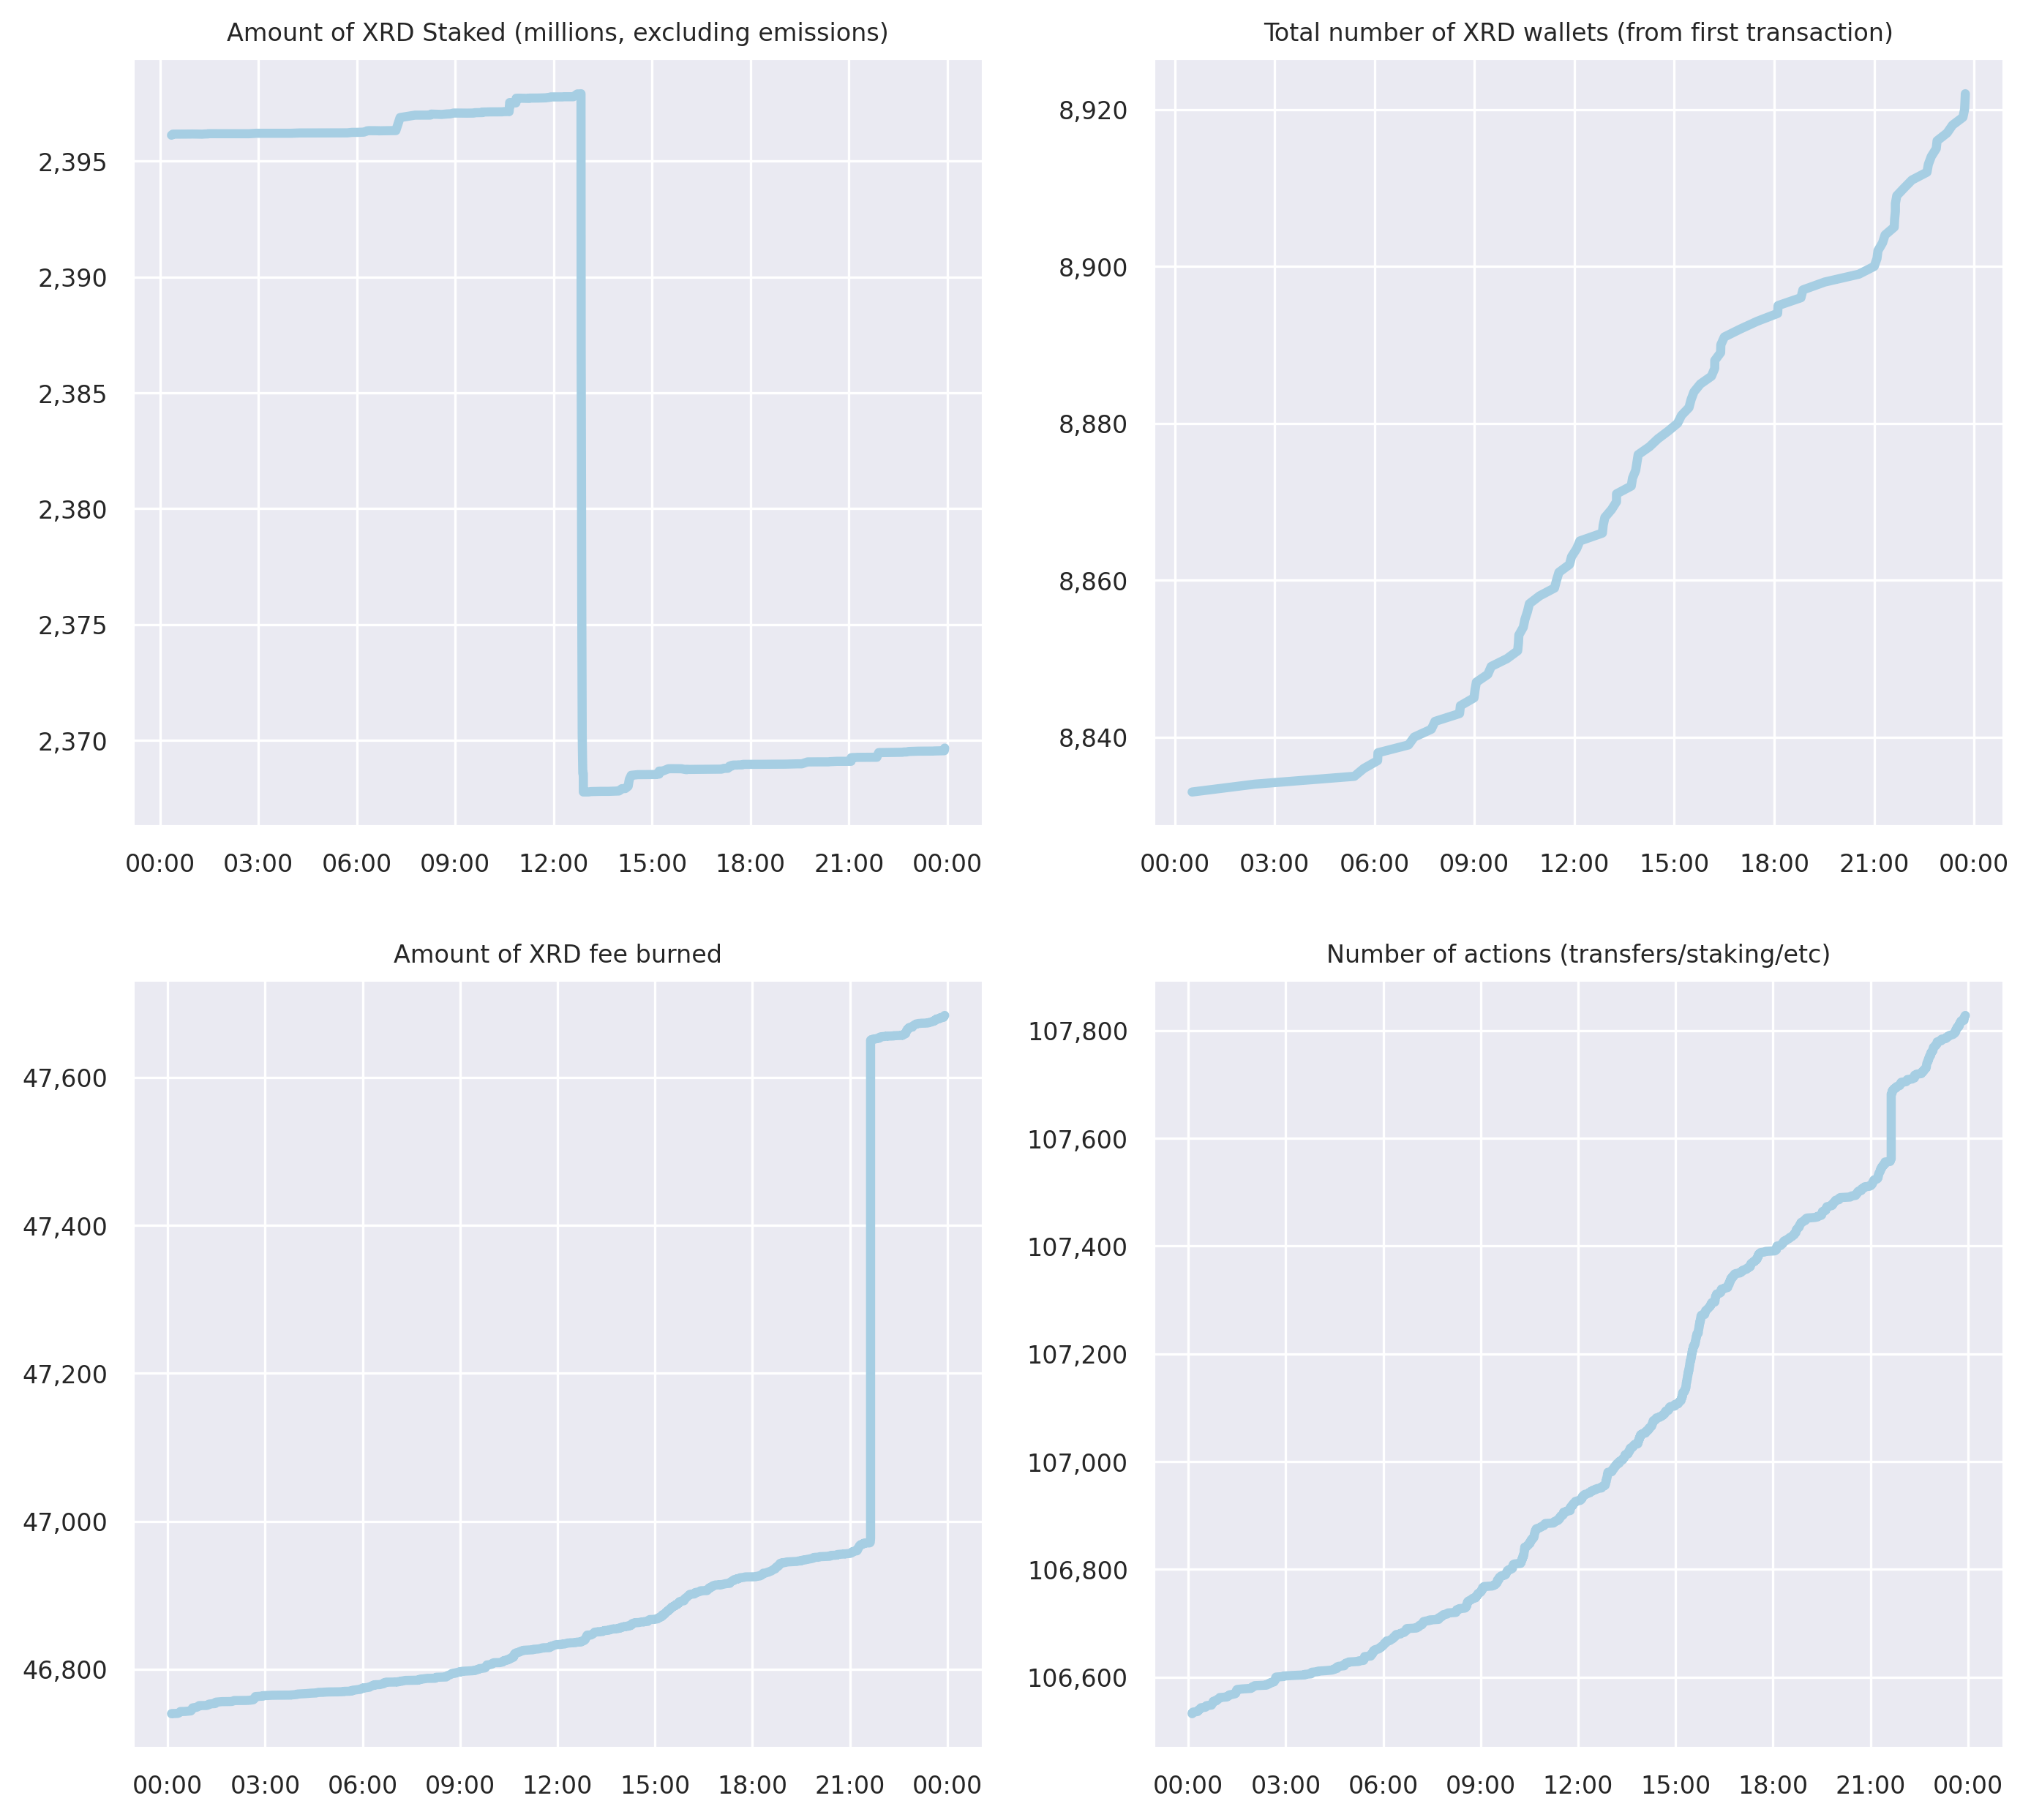 Amount of XRD Staked (millions, excluding emissions)
2,395
2,390
2,385
2,380
2,375
2,370
00:00 03:00 06:00 09:00 12:00 15:00 18:00 21:00 00:00
Total number of XRD wallets (from first transaction)
8,920
8,900
8,880
8,860
8,840
00:00 03:00 06:00 09:00 12:00 15:00 18:00 21:00 00:00
Amount of XRD fee burned
47,600
47,400
47,200
47,000
46,800
00:00 03:00 06:00 09:00 12:00 15:00 18:00 21:00 00:00
Number of actions (transfers/staking/etc)
107,800
107,600
107,400
107,200
107,000
106,800
106,600
00:00 03:00 06:00 09:00 12:00 15:00 18:00 21:00 00:00